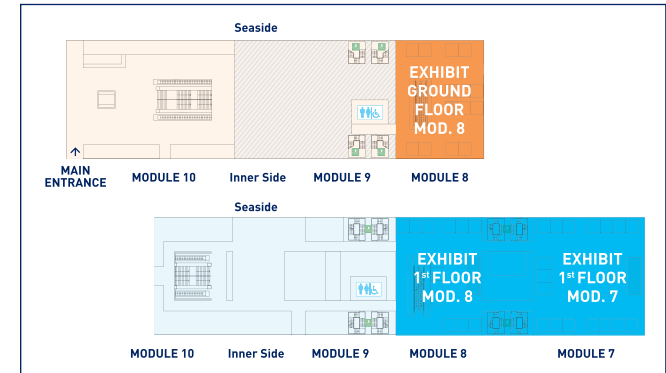 Seaside
EXHIBIT
GROUND
FLOOR
MOD. 8
MAIN
ENTRANCE
MODULE 10
Inner Side
MODULE 9
MODULE 8
Seaside
EXHIBIT
1st FLOOR
MOD. 8
EXHIBIT
1st FLOOR
MOD. 7
MODULE 10
Inner Side
MODULE 9
MODULE 8
MODULE 7